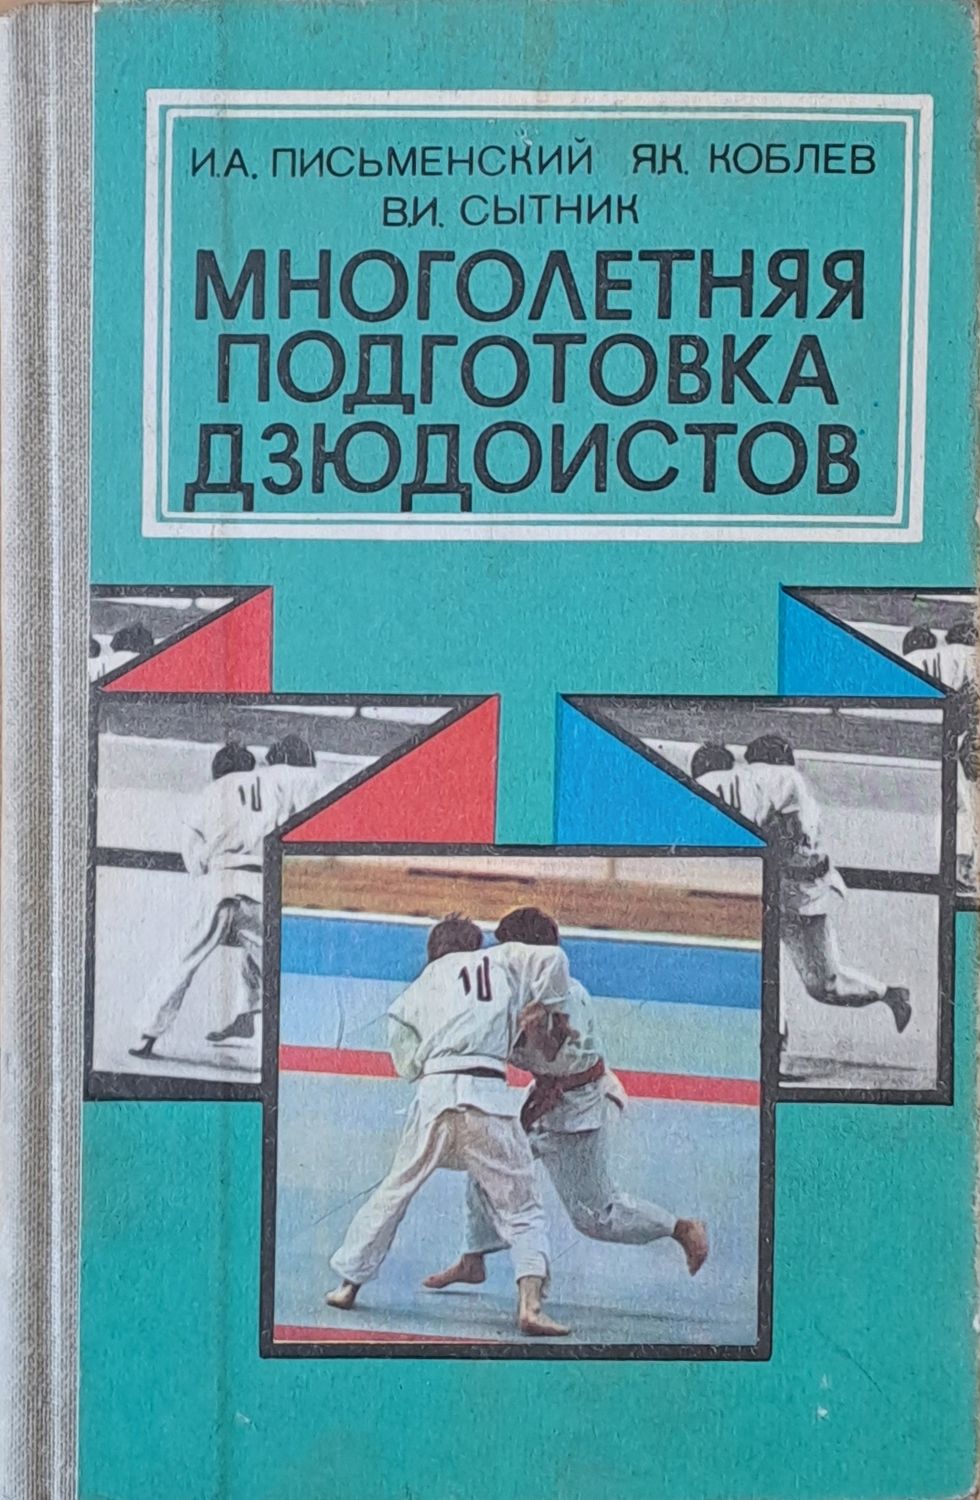 И.А. ПИСЬМЕНСКИЙ Я.К. КОБЛЕВ
В.И. СЫТНИК
МНОГОЛЕТНЯЯ
ПОДГОТОВКА
ДЗЮДОИСТОВ